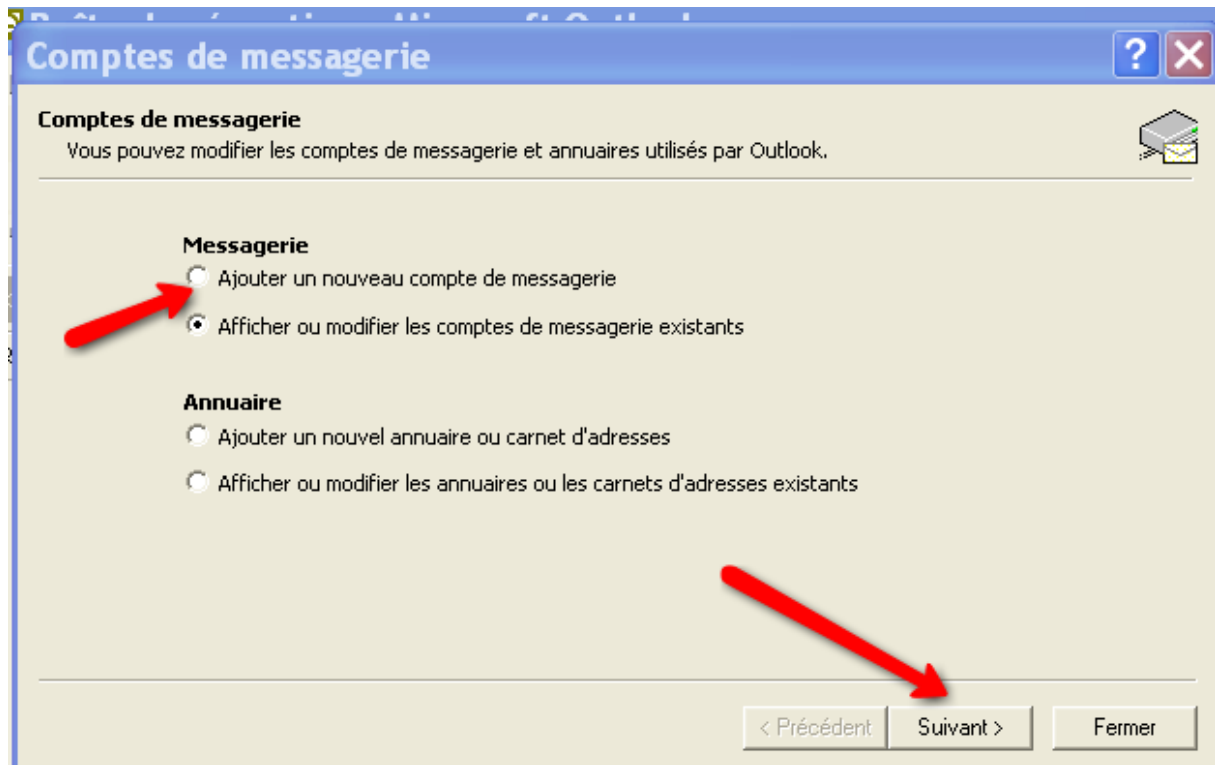 Comptes de messagerie
Comptes de messagerie
Vous pouvez modifier les comptes de messagerie et annuaires utilisés par Outlook.
Messagerie
Ajouter un nouveau compte de messagerie
Afficher ou modifier les comptes de messagerie existants
Annuaire
Ajouter un nouvel annuaire ou carnet d'adresses
Afficher ou modifier les annuaires ou les carnets d'adresses existants
< Précédent
Suivant >
Fermer